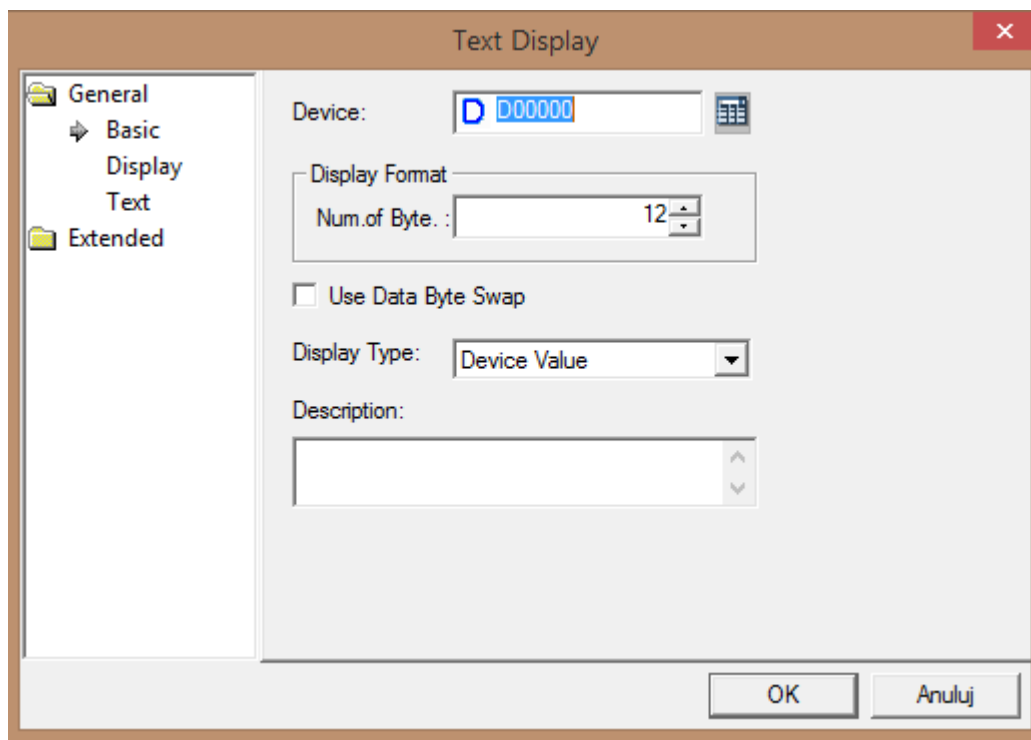 Text Display
General
Basic
Display
Text
Extended
Device: D D00000
Display Format
Num.of Byte. : 12
Use Data Byte Swap
Display Type: Device Value
Description:
OK Anuluj